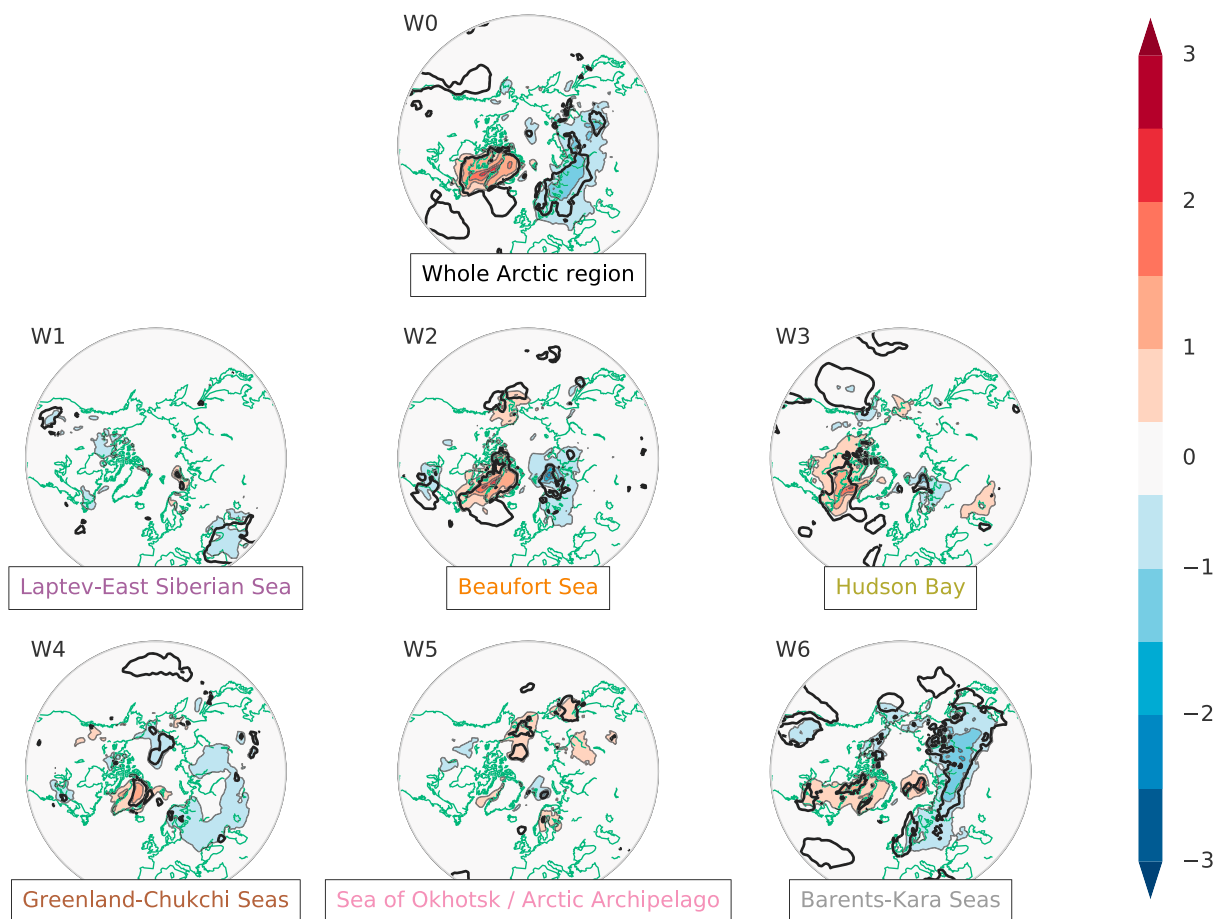 W0
Whole Arctic region
W1
W2
W3
Laptev-East Siberian Sea
Beaufort Sea
Hudson Bay
W4
W5
W6
Greenland-Chukchi Seas
Sea of Okhotsk / Arctic Archipelago
Barents-Kara Seas
3
2
1
0
−1
−2
−3